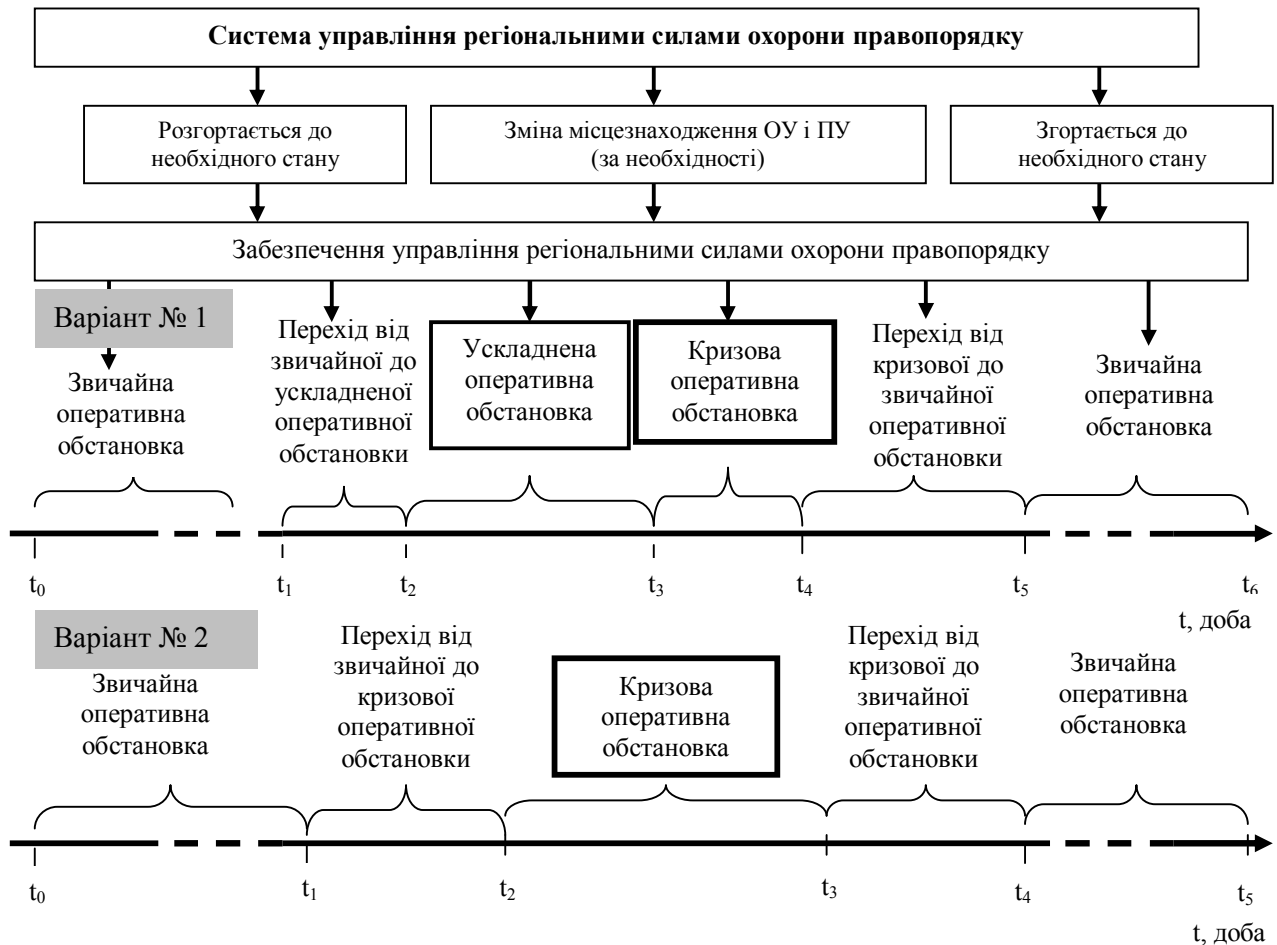 Система управління регіональними силами охорони правопорядку
Розгортається до
необхідного стану
Зміна місцезнаходження ОУ і ПУ
(за необхідності)
Згортається до
необхідного стану
Забезпечення управління регіональними силами охорони правопорядку
Варіант № 1
Звичайна
оперативна
обстановка
Перехід від
звичайної до
ускладненої
оперативної
обстановки
Ускладнена
оперативна
обстановка
Кризова
оперативна
обстановка
Перехід від
кризової до
звичайної
оперативної
обстановки
Звичайна
оперативна
обстановка
t0 t1 t2 t3 t4 t5 t6
t, доба
Варіант № 2
Звичайна
оперативна
обстановка
Перехід від
звичайної до
кризової
оперативної
обстановки
Кризова
оперативна
обстановка
Перехід від
кризової до
звичайної
оперативної
обстановки
Звичайна
оперативна
обстановка
t0 t1 t2 t3 t4 t5
t, доба